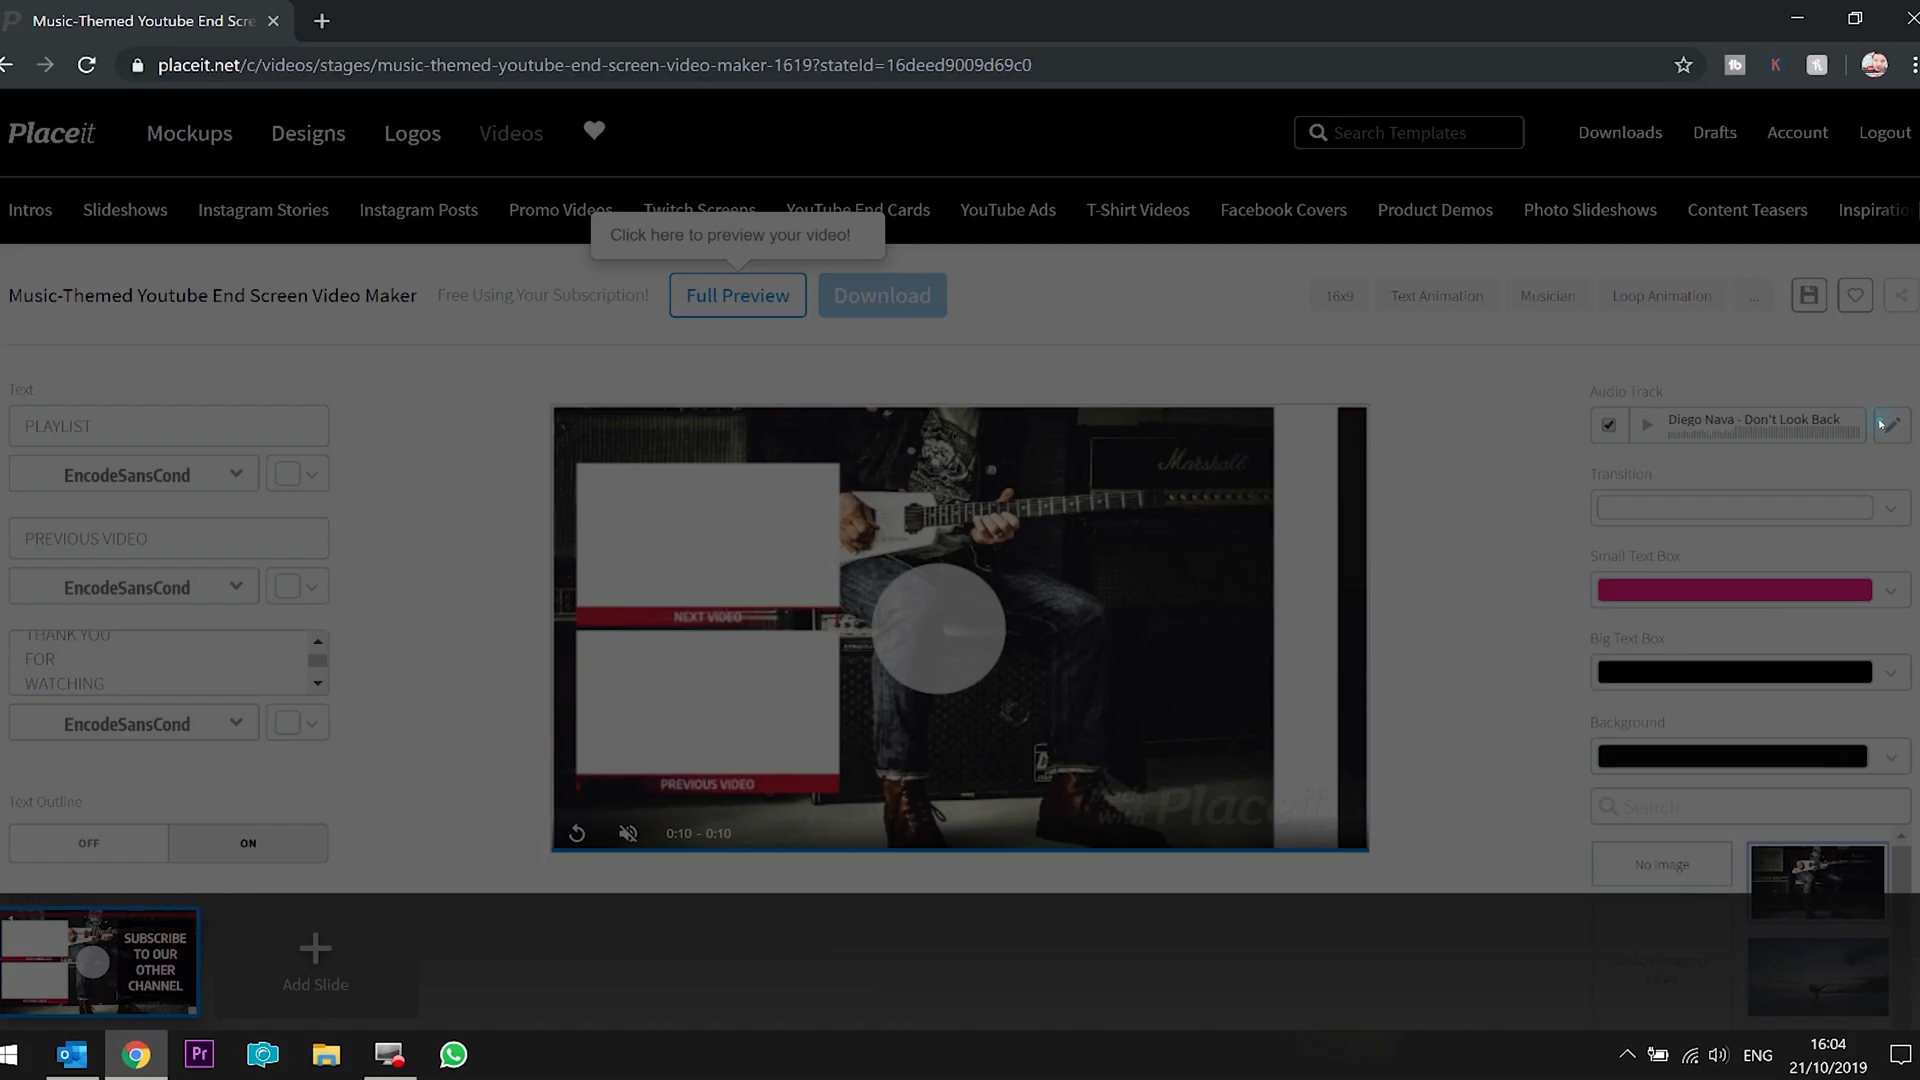 Music-Themed Youtube End Scre
placeit.net/c/videos/stages/music-themed-youtube-end-screen-video-maker-1619?stateId=16deed9009d69c0
Placeit
Mockups
Designs
Logos
Videos
Search Templates
Downloads
Drafts
Account
Logout
Intros
Slideshows
Instagram Stories
Instagram Posts
Promo Videos
Twitch Screens
YouTube End Cards
YouTube Ads
T-Shirt Videos
Facebook Covers
Product Demos
Photo Slideshows
Content Teasers
Inspiratio
Click here to preview your video!
Music-Themed Youtube End Screen Video Maker
Free Using Your Subscription!
Full Preview
Download
16x9
Text Animation
Musician
Loop Animation
...
Text
PLAYLIST
EncodeSansCond
PREVIOUS VIDEO
EncodeSansCond
THANK YOU
FOR
WATCHING
EncodeSansCond
Text Outline
OFF
ON
Marshall
NEXT VIDEO
PREVIOUS VIDEO
with Placeit
0:10 - 0:10
Audio Track
Diego Nava - Don't Look Back
Transition
Small Text Box
Big Text Box
Background
Search
No Image
SUBSCRIBE
TO OUR
OTHER
CHANNEL
Add Slide
Pr
ENG
16:04
21/10/2019